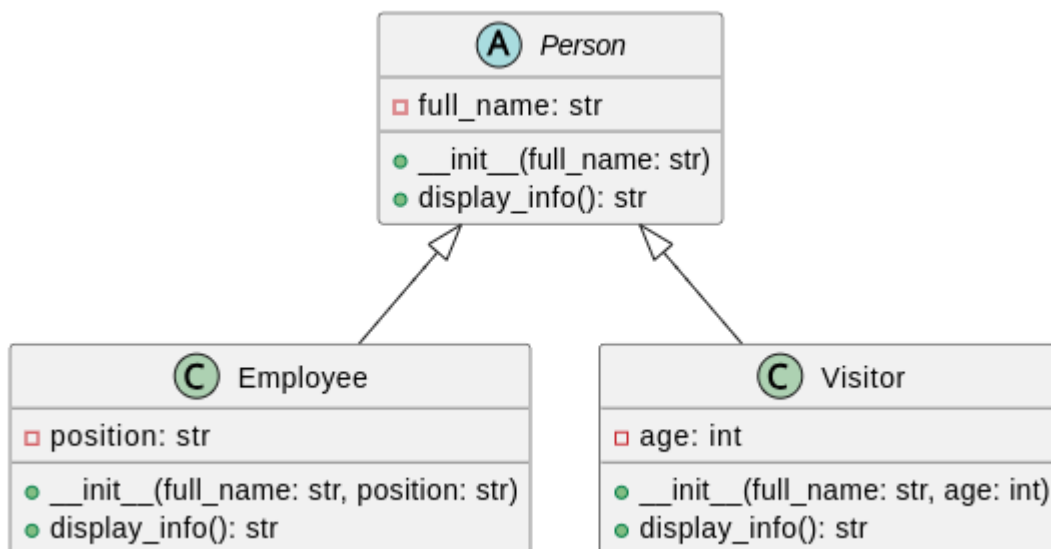 A Person
full_name: str
__init__(full_name: str)
display_info(): str
C Employee
position: str
__init__(full_name: str, position: str)
display_info(): str
C Visitor
age: int
__init__(full_name: str, age: int)
display_info(): str